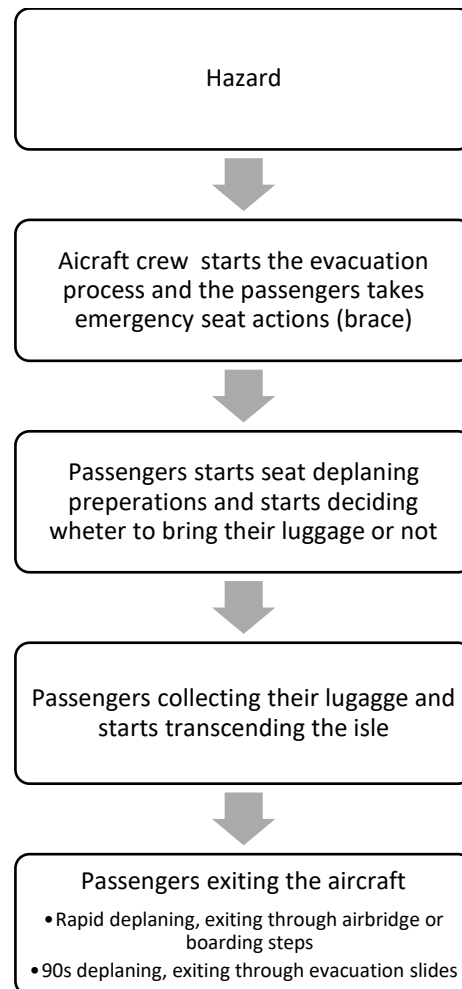 Hazard
Aicraft crew  starts the evacuation
process and the passengers takes
emergency seat actions (brace)
Passengers starts seat deplaning
preperations and starts deciding
wheter to bring their luggage or not
Passengers collecting their lugagge and
starts transcending the isle
Passengers exiting the aircraft
•Rapid deplaning, exiting through airbridge or
boarding steps
•90s deplaning, exiting through evacuation slides